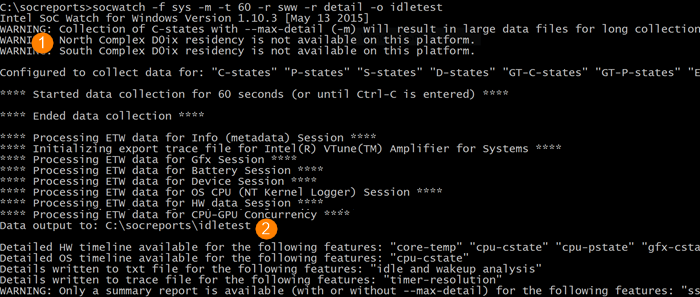 C:\socreports>socwatch -f sys -m -t 60 -r sww -r detail -o idletest
Intel SoC Watch for Windows Version 1.10.3 [May 13 2015]
WARNING: Collection of C-states with --max-detail (-m) will result in large data files for long collection
WARNIN 1 North Complex D0ix residency is not available on this platform.
WARNING: South Complex D0ix residency is not available on this platform.
Configured to collect data for: "C-states" "P-states" "S-states" "D-states" "GT-C-states" "GT-P-states" "E
**** Started data collection for 60 seconds (or until Ctrl-C is entered) ****
**** Ended data collection ****
**** Processing ETW data for Info (metadata) Session ****
**** Initializing export trace file for Intel(R) VTune(TM) Amplifier for Systems ****
**** Processing ETW data for Gfx Session ****
**** Processing ETW data for Battery Session ****
**** Processing ETW data for Device Session ****
**** Processing ETW data for OS CPU (NT Kernel Logger) Session ****
**** Processing ETW data for HW data Session ****
**** Processing ETW data for CPU-GPU Concurrency ****
Data output to: C:\socreports\idletest 2
Detailed HW timeline available for the following features: "core-temp" "cpu-cstate" "cpu-pstate" "gfx-csta
Detailed OS timeline available for the following features: "cpu-cstate"
Details written to txt file for the following features: "idle and wakeup analysis"
Details written to trace file for the following features: "timer-resolution"
WARNING: Only a summary report is available (with or without --max-detail) for the following features: "ss